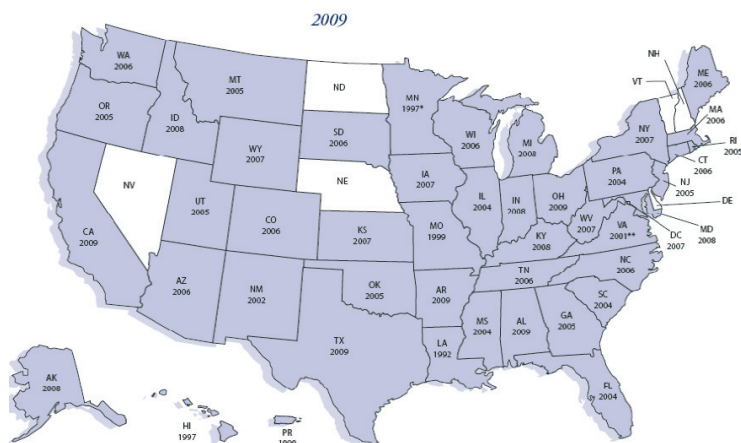 2009
WA
2006
OR
2005
CA
2009
NV
ID
2008
MT
2005
WY
2007
UT
2005
AZ
2006
CO
2006
NM
2002
ND
SD
2006
NE
KS
2007
OK
2005
TX
2009
MN
1997*
IA
2007
MO
1999
AR
2009
LA
1992
WI
2006
IL
2004
MI
2008
IN
2008
OH
2009
KY
2008
TN
2006
MS
2004
AL
2009
GA
2005
FL
2004
SC
2004
NC
2006
VA
2001**
WV
2007
PA
2004
NY
2007
VT
NH
ME
2006
MA
2006
RI
2005
CT
2006
NJ
2005
DE
MD
2008
DC
2007
AK
2008
HI
1997
PR